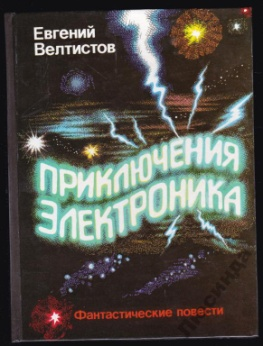 Евгений
Велтистов
ПРИКЛЮЧЕНИЯ
ЭЛЕКТРОНИКА
Фантастические повести